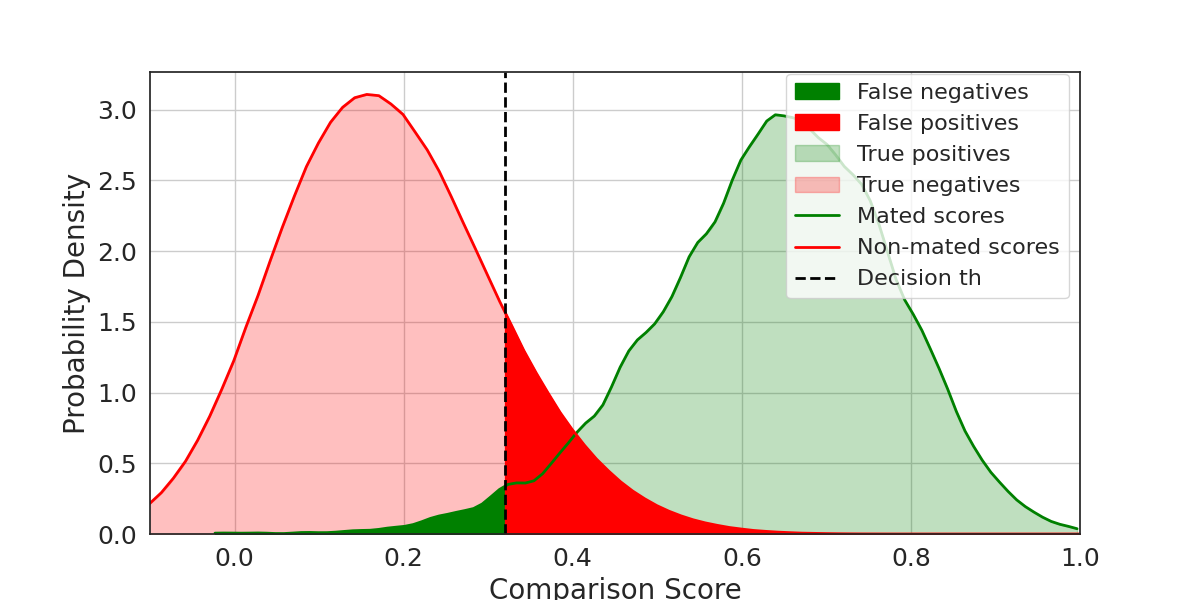 False negatives
False positives
True positives
True negatives
Mated scores
Non-mated scores
Decision th
Probability Density
3.0
2.5
2.0
1.5
1.0
0.5
0.0
0.0 0.2 0.4 0.6 0.8 1.0
Comparison Score